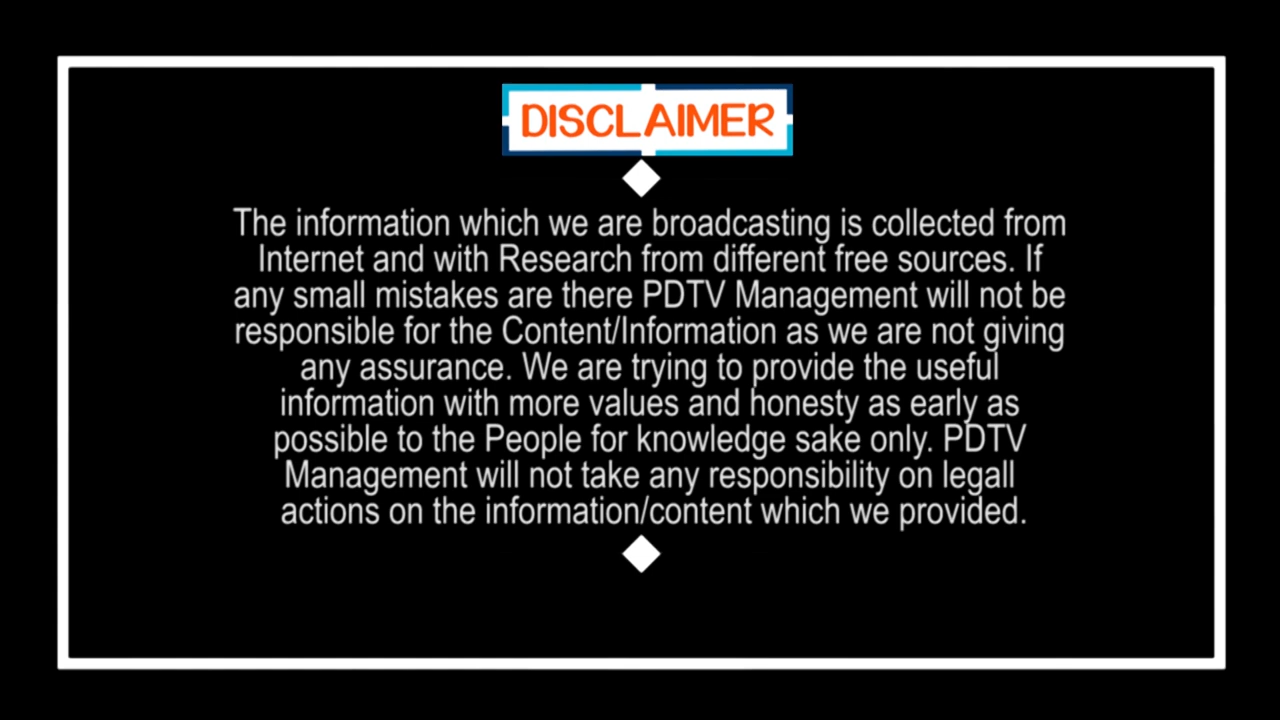 DISCLAIMER
The information which we are broadcasting is collected from
Internet and with Research from different free sources. If
any small mistakes are there PDTV Management will not be
responsible for the Content/Information as we are not giving
any assurance. We are trying to provide the useful
information with more values and honesty as early as
possible to the People for knowledge sake only. PDTV
Management will not take any responsibility on legall
actions on the information/content which we provided.